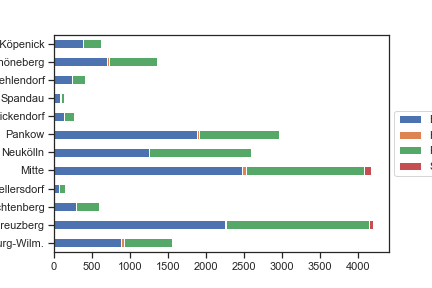 Köpenick
höneberg
ehlendorf
Spandau
ickendorf
Pankow
Neukölln
Mitte
ellersdorf
chtenberg
reuzberg
urg-Wilm.
0 500 1000 1500 2000 2500 3000 3500 4000